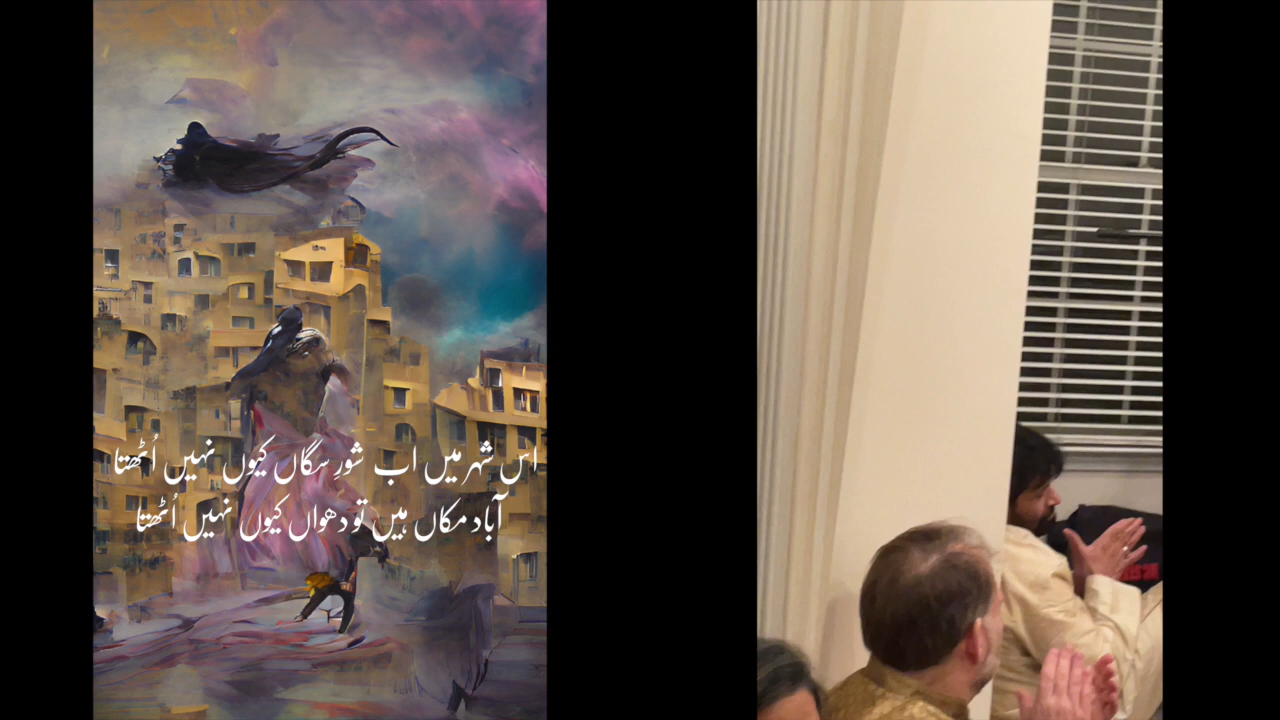 اس شہر میں اب شورِ سگاں کیوں نہیں اُٹھتا
آباد مکاں ہیں تو دھواں کیوں نہیں اُٹھتا